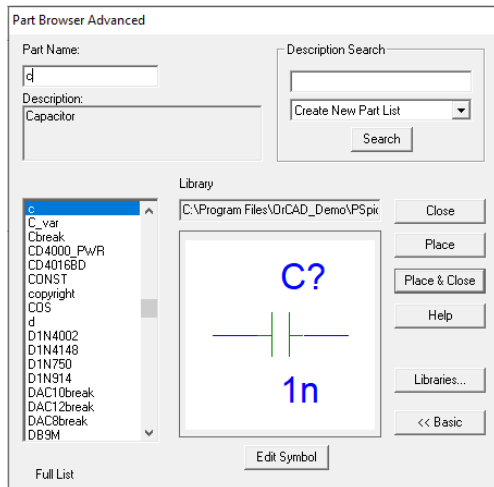 Part Browser Advanced
Part Name:
c
Description:
Capacitor
Description Search
Create New Part List
Search
Library
C:\Program Files\OrCAD_Demo\PSpic
c
C_var
Cbreak
CD4000_PWR
CD4016BD
CONST
copyright
COS
d
D1N4002
D1N4148
D1N750
D1N914
DAC10break
DAC12break
DAC8break
DB9M
Full List
C?
1n
Edit Symbol
Close
Place
Place & Close
Help
Libraries...
<< Basic